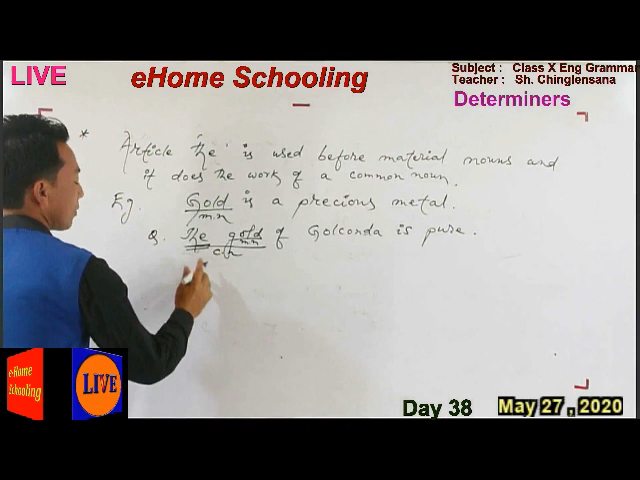 LIVE
eHome Schooling
Subject : Class X Eng Grammar
Teacher : Sh. Chinglensana
Determiners
* Article 'the' is used before material nouns and
it does the work of a common noun.
Eg. Gold is a precious metal.
m.n
Q. The gold of Golconda is pure.
m.n
c.n
e-Home
Schooling
LIVE
Day 38
May 27 , 2020